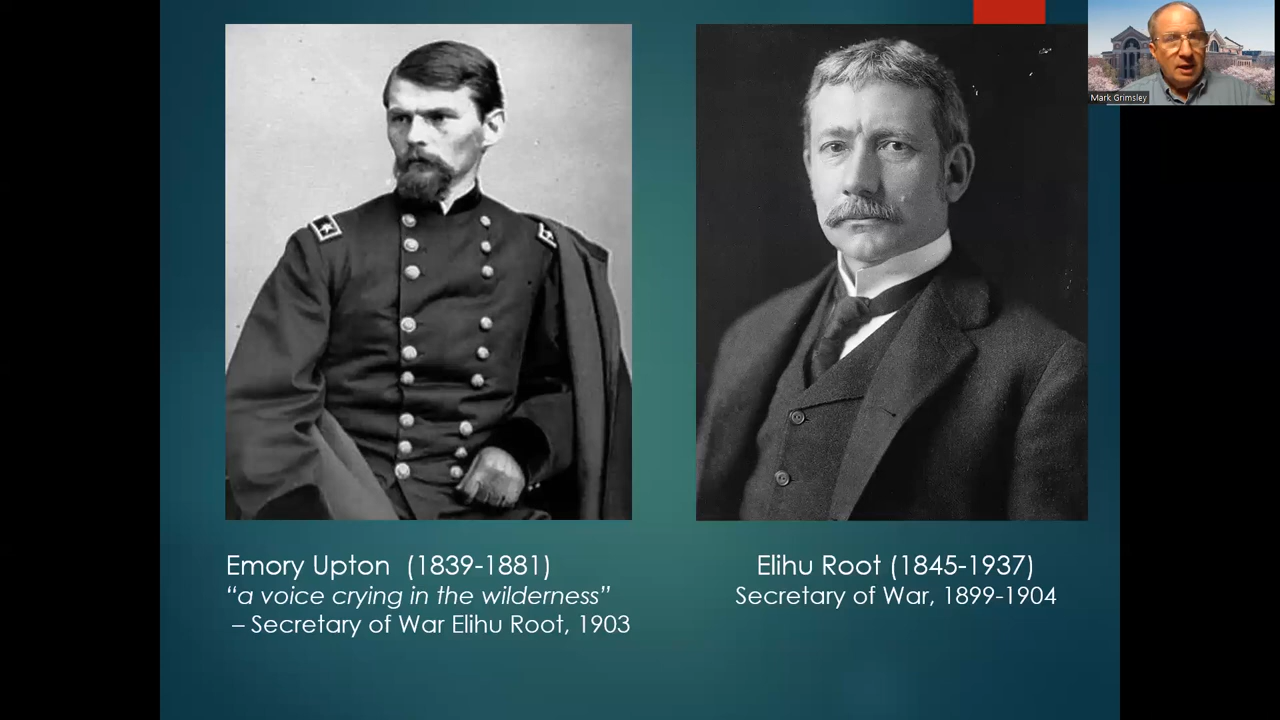 Mark Grimsley
Emory Upton (1839-1881)
“a voice crying in the wilderness”
– Secretary of War Elihu Root, 1903
Elihu Root (1845-1937)
Secretary of War, 1899-1904